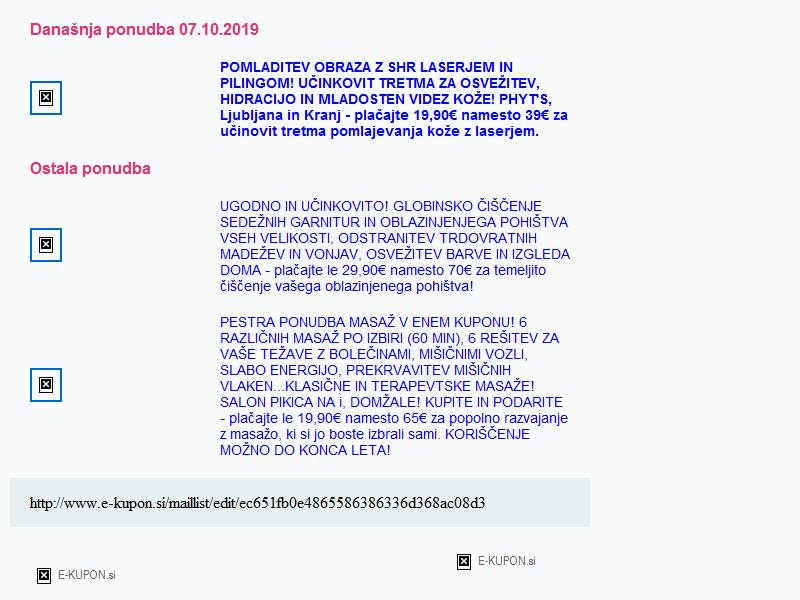 Današnja ponudba 07.10.2019
POMLADITEV OBRAZA Z SHR LASERJEM IN
PILINGOM! UČINKOVIT TRETMA ZA OSVEŽITEV,
HIDRACIJO IN MLADOSTEN VIDEZ KOŽE! PHYT'S,
Ljubljana in Kranj - plačajte 19,90€ namesto 39€ za
učinovit tretma pomlajevanja kože z laserjem.
Ostala ponudba
UGODNO IN UČINKOVITO! GLOBINSKO ČIŠČENJE
SEDEŽNIH GARNITUR IN OBLAZINJENJEGA POHIŠTVA
VSEH VELIKOSTI, ODSTRANITEV TRDOVRATNIH
MADEŽEV IN VONJAV, OSVEŽITEV BARVE IN IZGLEDA
DOMA - plačajte le 29,90€ namesto 70€ za temeljito
čiščenje vašega oblazinjenega pohištva!
PESTRA PONUDBA MASAŽ V ENEM KUPONU! 6
RAZLIČNIH MASAŽ PO IZBIRI (60 MIN), 6 REŠITEV ZA
VAŠE TEŽAVE Z BOLEČINAMI, MIŠIČNIMI VOZLI,
SLABO ENERGIJO, PREKRVAVITEV MIŠIČNIH
VLAKEN...KLASIČNE IN TERAPEVTSKE MASAŽE!
SALON PIKICA NA i, DOMŽALE! KUPITE IN PODARITE
- plačajte le 19,90€ namesto 65€ za popolno razvajanje
z masažo, ki si jo boste izbrali sami. KORIŠČENJE
MOŽNO DO KONCA LETA!
http://www.e-kupon.si/maillist/edit/ec651fb0e4865586386336d368ac08d3
E-KUPON.si
E-KUPON.si